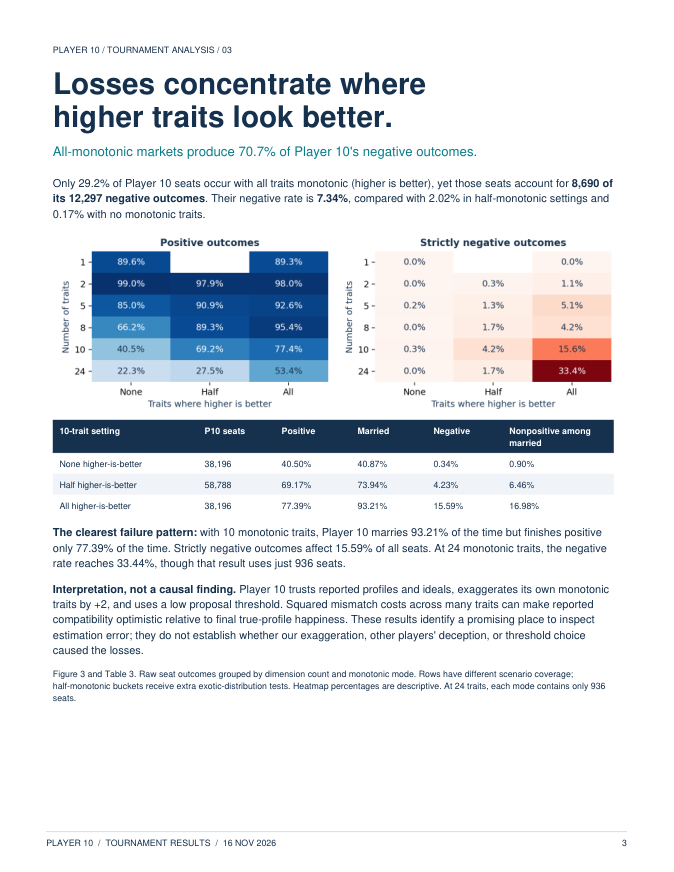 PLAYER 10 / TOURNAMENT ANALYSIS / 03
Losses concentrate where
higher traits look better.
All-monotonic markets produce 70.7% of Player 10's negative outcomes.
Only 29.2% of Player 10 seats occur with all traits monotonic (higher is better), yet those seats account for 8,690 of
its 12,297 negative outcomes. Their negative rate is 7.34%, compared with 2.02% in half-monotonic settings and
0.17% with no monotonic traits.
Positive outcomes
Number of traits
1 89.6% 89.3%
2 99.0% 97.9% 98.0%
5 85.0% 90.9% 92.6%
8 66.2% 89.3% 95.4%
10 40.5% 69.2% 77.4%
24 22.3% 27.5% 53.4%
None Half All
Traits where higher is better
Strictly negative outcomes
Number of traits
1 0.0% 0.0%
2 0.0% 0.3% 1.1%
5 0.2% 1.3% 5.1%
8 0.0% 1.7% 4.2%
10 0.3% 4.2% 15.6%
24 0.0% 1.7% 33.4%
None Half All
Traits where higher is better
10-trait setting P10 seats Positive Married Negative Nonpositive among
married
None higher-is-better 38,196 40.50% 40.87% 0.34% 0.90%
Half higher-is-better 58,788 69.17% 73.94% 4.23% 6.46%
All higher-is-better 38,196 77.39% 93.21% 15.59% 16.98%
The clearest failure pattern: with 10 monotonic traits, Player 10 marries 93.21% of the time but finishes positive
only 77.39% of the time. Strictly negative outcomes affect 15.59% of all seats. At 24 monotonic traits, the negative
rate reaches 33.44%, though that result uses just 936 seats.
Interpretation, not a causal finding. Player 10 trusts reported profiles and ideals, exaggerates its own monotonic
traits by +2, and uses a low proposal threshold. Squared mismatch costs across many traits can make reported
compatibility optimistic relative to final true-profile happiness. These results identify a promising place to inspect
estimation error; they do not establish whether our exaggeration, other players' deception, or threshold choice
caused the losses.
Figure 3 and Table 3. Raw seat outcomes grouped by dimension count and monotonic mode. Rows have different scenario coverage;
half-monotonic buckets receive extra exotic-distribution tests. Heatmap percentages are descriptive. At 24 traits, each mode contains only 936
seats.
PLAYER 10 / TOURNAMENT RESULTS / 16 NOV 2026 3